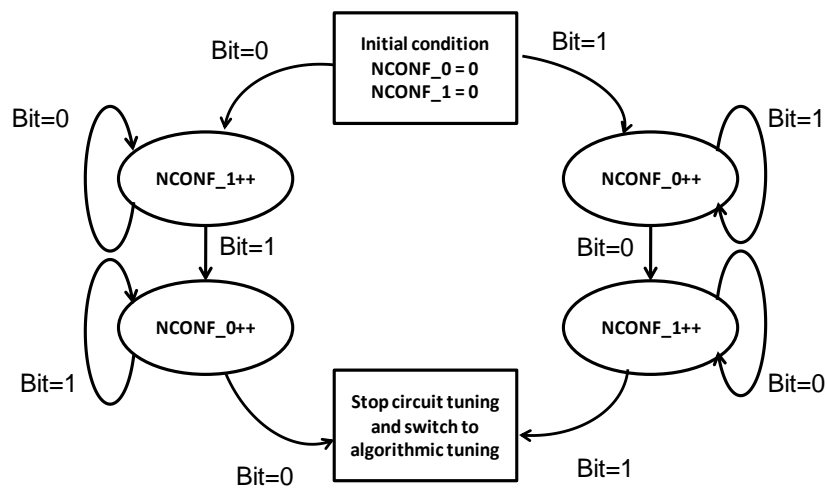 Initial condition
NCONF_0 = 0
NCONF_1 = 0
Bit=0
Bit=1
Bit=0
Bit=1
NCONF_1++
NCONF_0++
Bit=1
Bit=0
NCONF_0++
NCONF_1++
Bit=1
Bit=0
Stop circuit tuning
and switch to
algorithmic tuning
Bit=0
Bit=1